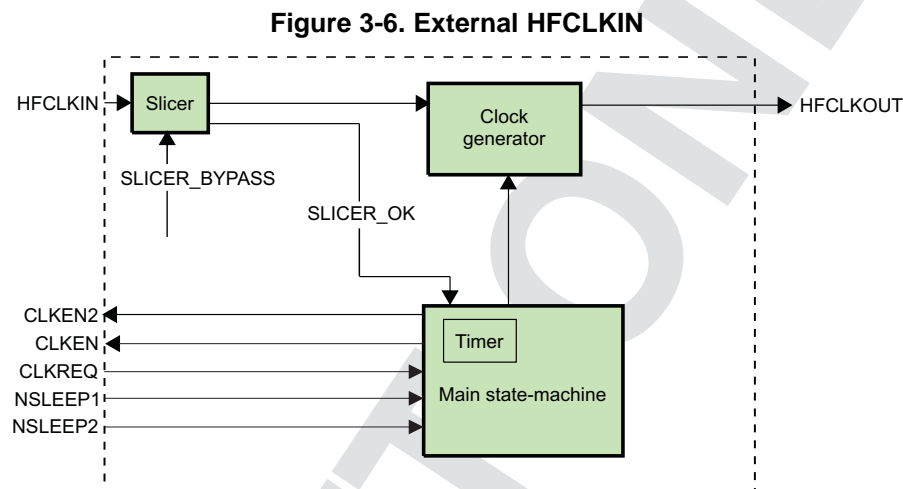 Figure 3-6. External HFCLKIN
HFCLKIN
Slicer
Clock
generator
HFCLKOUT
SLICER_BYPASS
SLICER_OK
CLKEN2
CLKEN
CLKREQ
NSLEEP1
NSLEEP2
Timer
Main state-machine